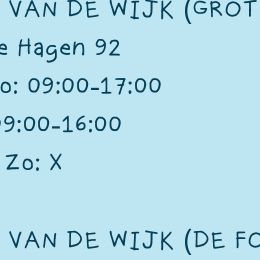 VAN DE WIJK (GROT
e Hagen 92
o: 09:00-17:00
09:00-16:00
Zo: X
VAN DE WIJK (DE FO